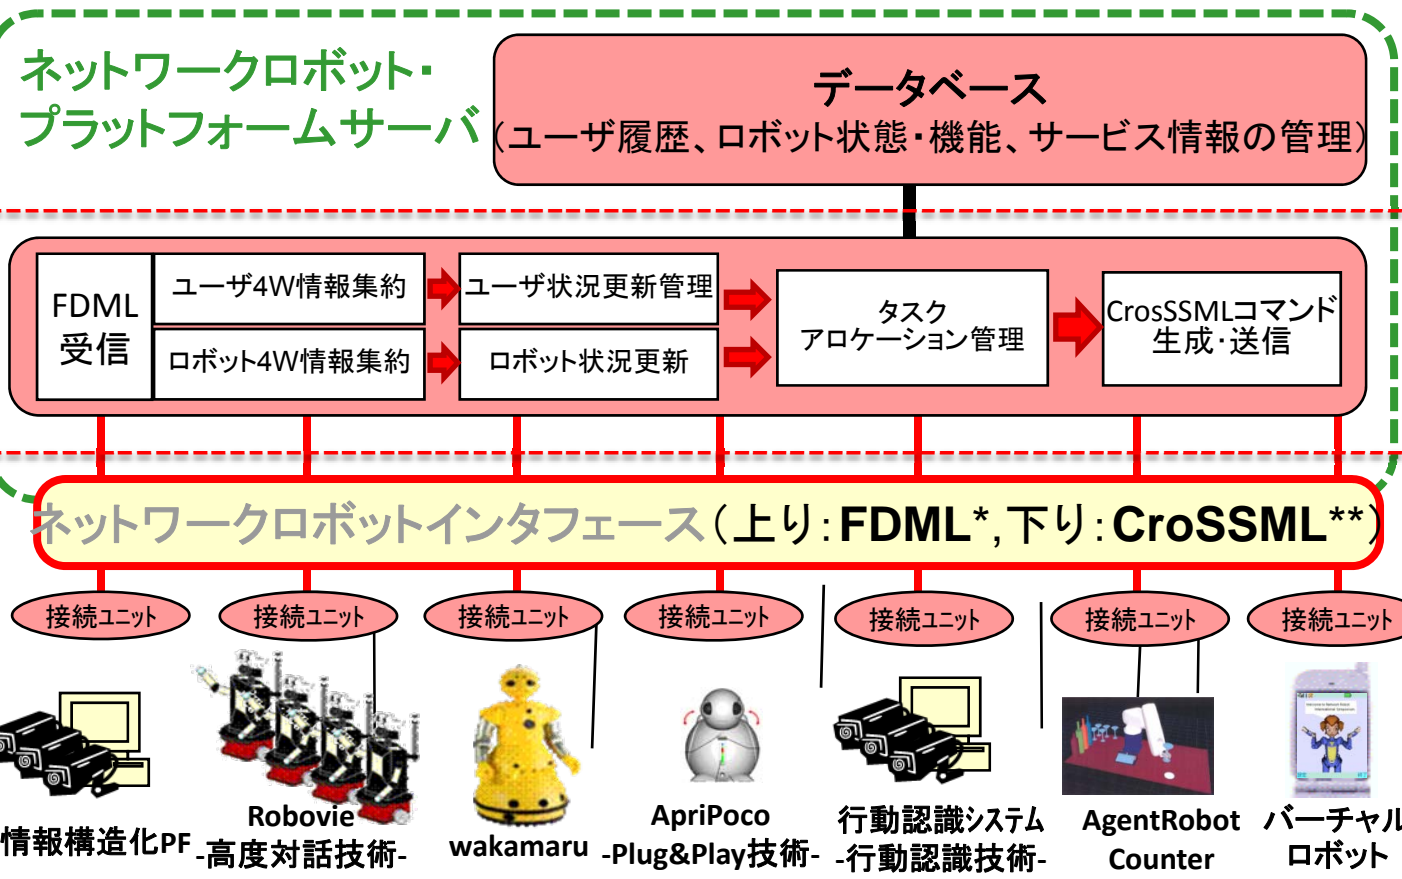 ネットワークロボット・
プラットフォームサーバ
データベース
(ユーザ履歴、ロボット状態・機能、サービス情報の管理)
FDML
受信
ユーザ4W情報集約
ロボット4W情報集約
ユーザ状況更新管理
ロボット状況更新
タスク
アロケーション管理
CrosSSMLコマンド
生成・送信
ネットワークロボットインタフェース(上り:FDML*,下り:CroSSML**)
接続ユニット
接続ユニット
接続ユニット
接続ユニット
接続ユニット
接続ユニット
接続ユニット
情報構造化PF
Robovie
-高度対話技術-
wakamaru
ApriPoco
-Plug&Play技術-
行動認識システム
-行動認識技術-
AgentRobot
Counter
バーチャル
ロボット